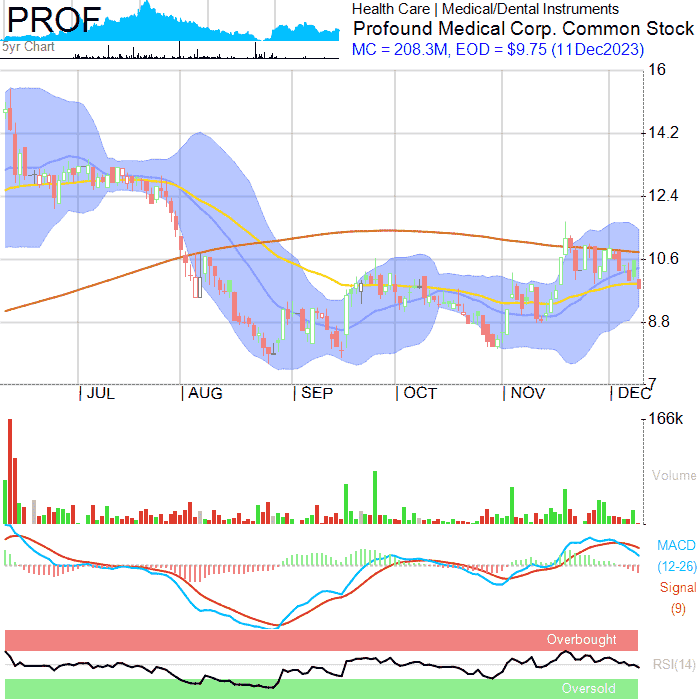 PROF
5yr Chart
Health Care | Medical/Dental Instruments
Profound Medical Corp. Common Stock
MC = 208.3M, EOD = $9.75 (11Dec2023)
16
14.2
12.4
10.6
8.8
7
JUL AUG SEP OCT NOV DEC
166k
Volume
MACD
(12-26)
Signal
(9)
Overbought
RSI(14)
Oversold